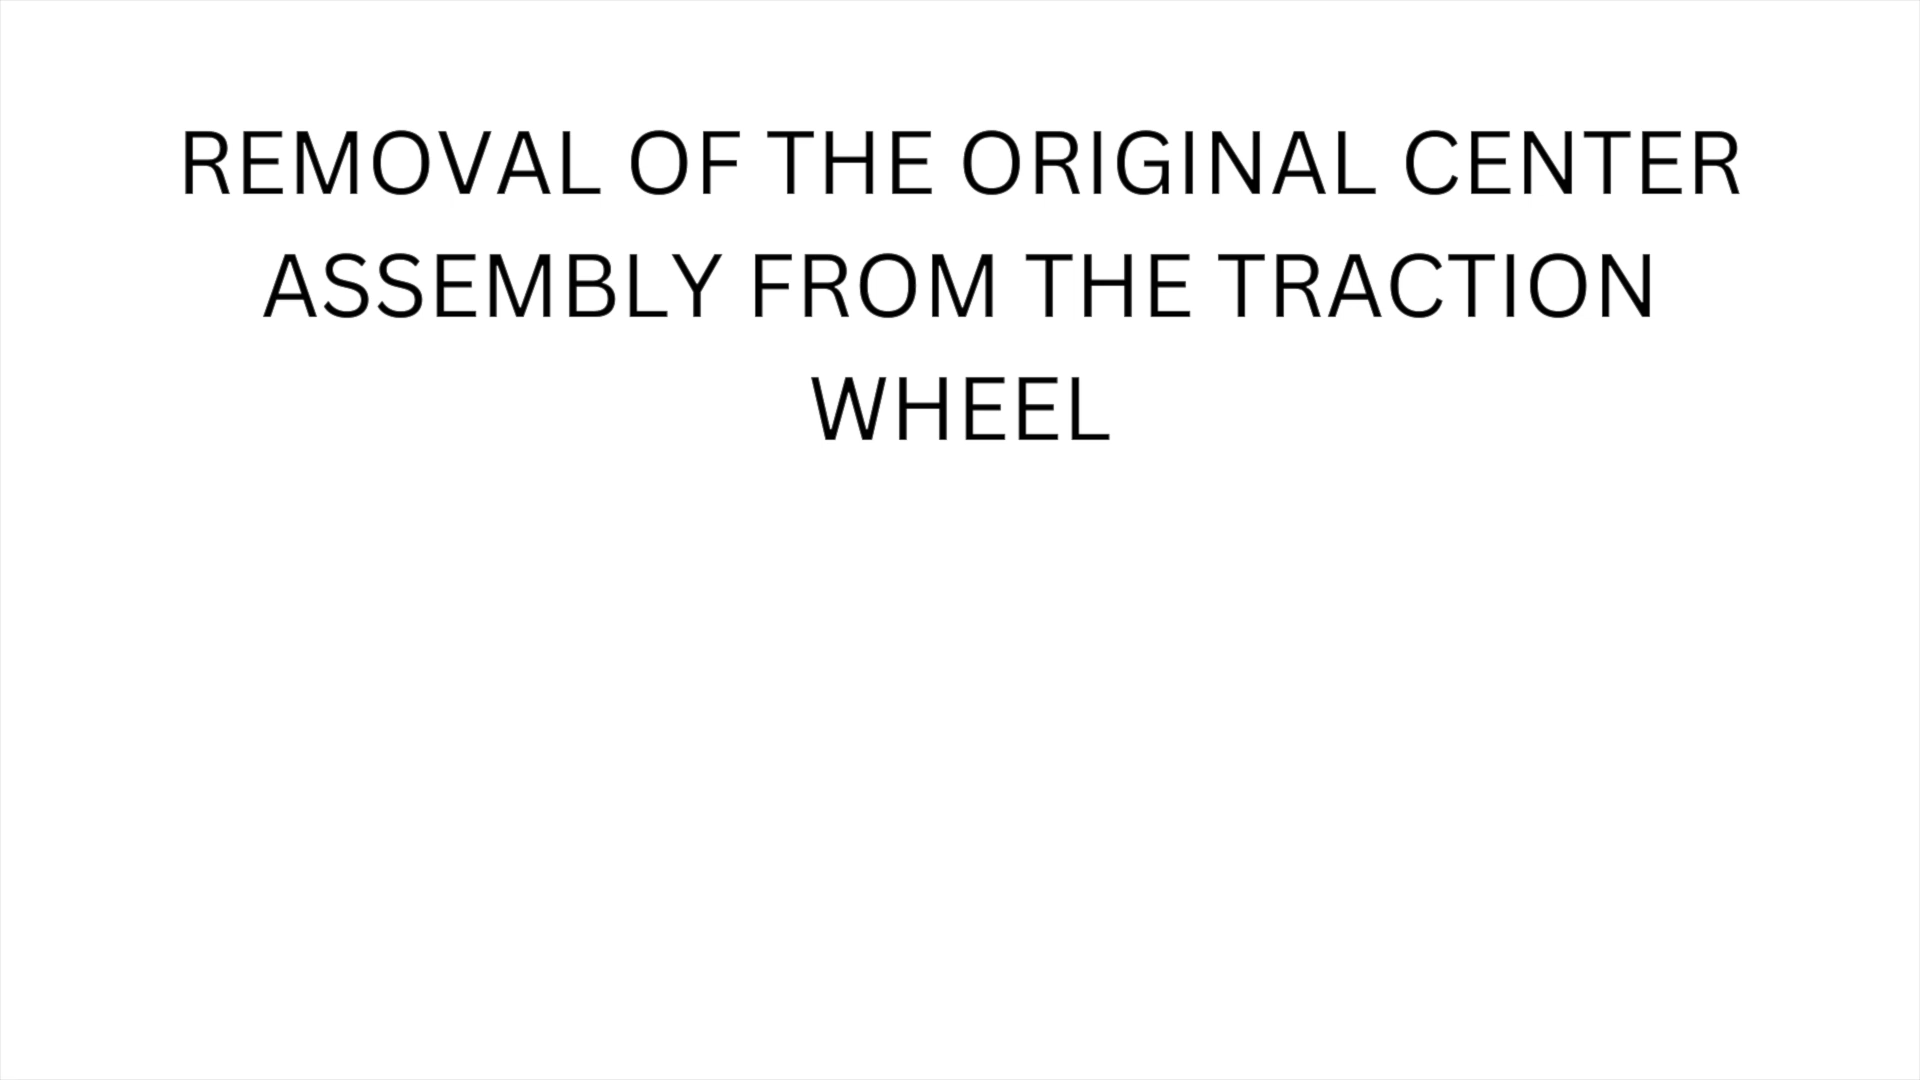 REMOVAL OF THE ORIGINAL CENTER
ASSEMBLY FROM THE TRACTION
WHEEL